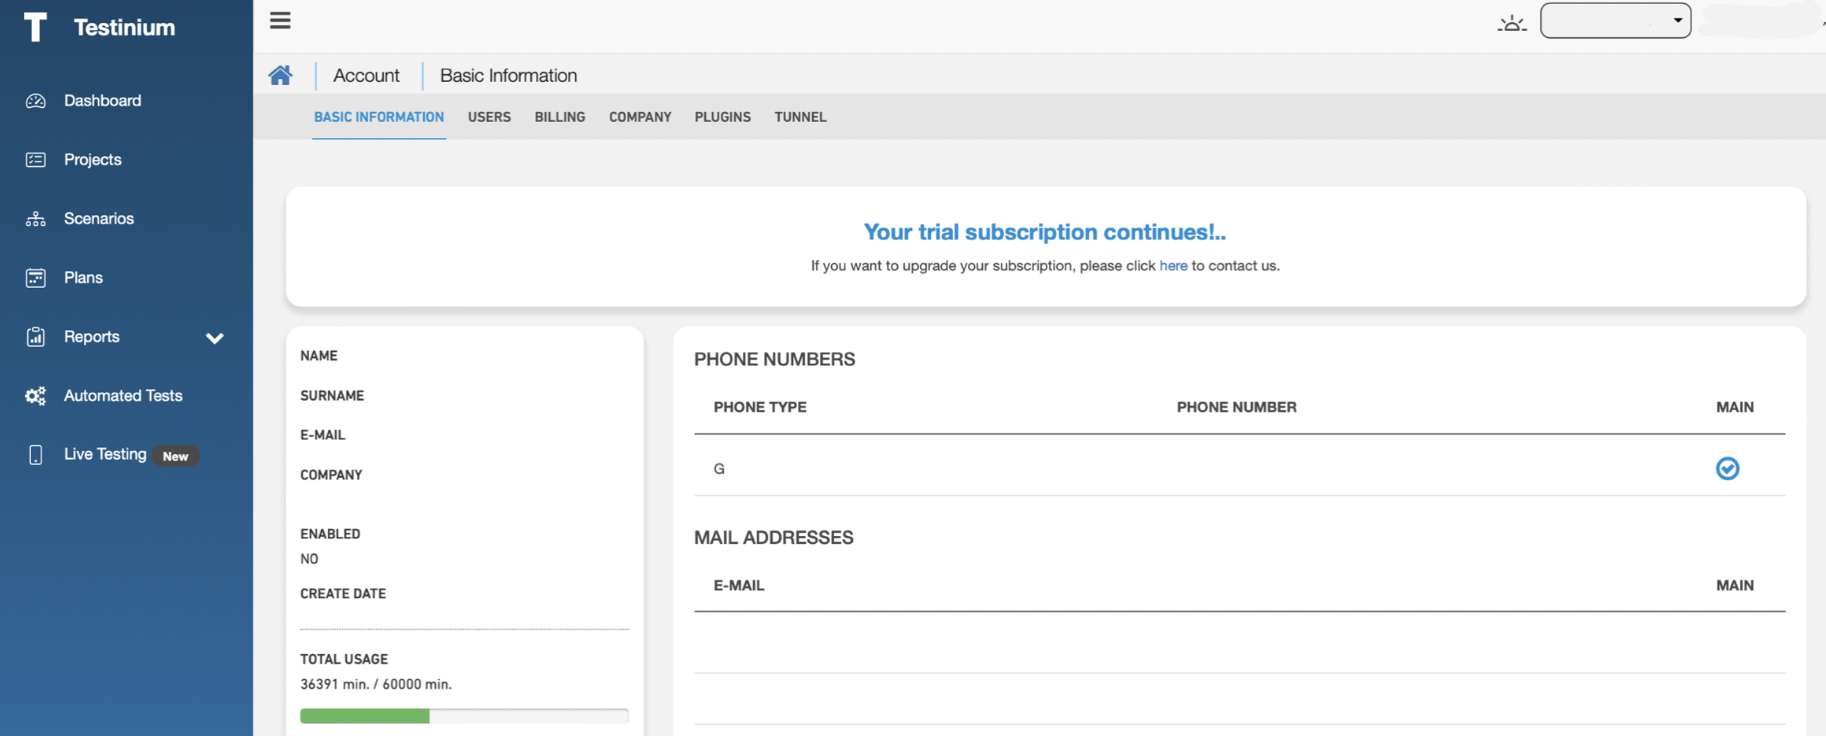 Testinium
Dashboard
Projects
Scenarios
Plans
Reports
Automated Tests
Live Testing New
Account Basic Information
BASIC INFORMATION USERS BILLING COMPANY PLUGINS TUNNEL
Your trial subscription continues!..
If you want to upgrade your subscription, please click here to contact us.
NAME
SURNAME
E-MAIL
COMPANY
ENABLED
NO
CREATE DATE
TOTAL USAGE
36391 min. / 60000 min.
PHONE NUMBERS
PHONE TYPE PHONE NUMBER MAIN
G
MAIL ADDRESSES
E-MAIL MAIN